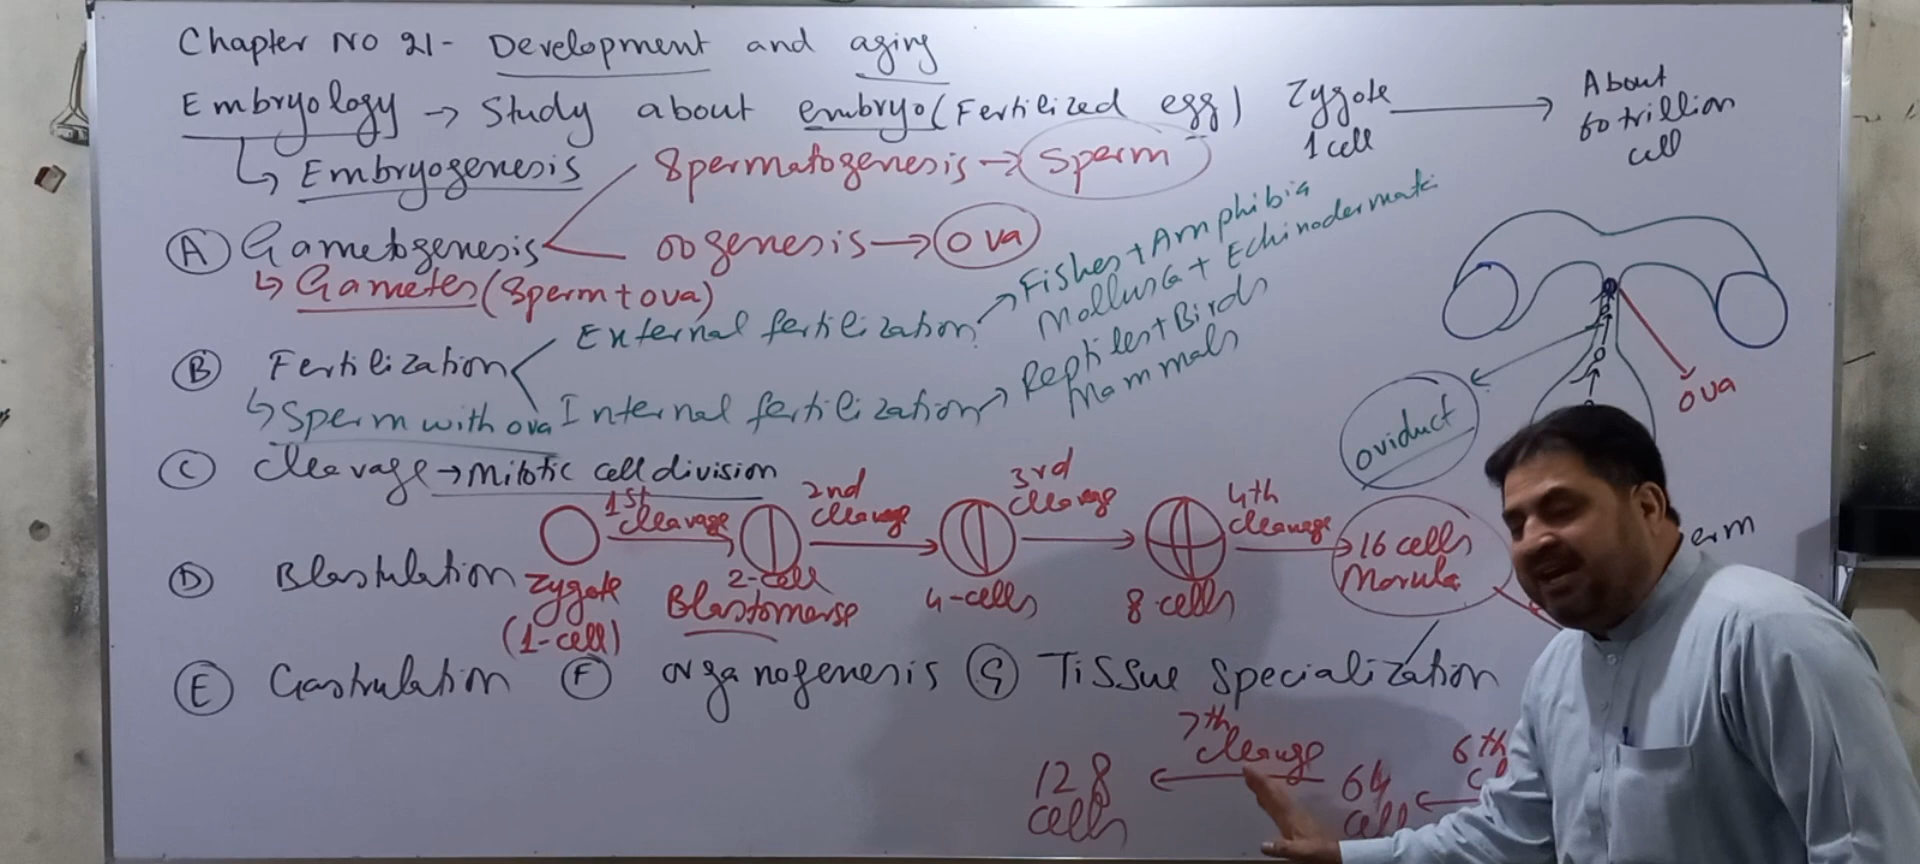 Chapter No 21- Development and aging
Embryology → Study about embryo (Fertilized egg)
Zygote
1 cell
About
60 trillion
cell
↳ Embryogenesis
Spermatogenesis → Sperm
A Gametogenesis
oogenesis → Ova
↳ Gametes (Sperm + ova)
B Fertilization
External fertilization
Fishes + Amphibia
Mollusca + Echinodermata
↳ Sperm with ova
Internal fertilization
Reptiles + Birds
Mammals
oviduct
ova
erm
C Cleavage → Mitotic cell division
1st
cleavage
2nd
cleavage
3rd
cleavage
4th
cleavage
16 cells
Morula
D Blastulation
Zygote
(1-cell)
2-cell
Blastomerse
4-cells
8 cells
E Gastrulation F organogenesis G Tissue Specialization
7th
cleavage
6th
128
cells
64
cell